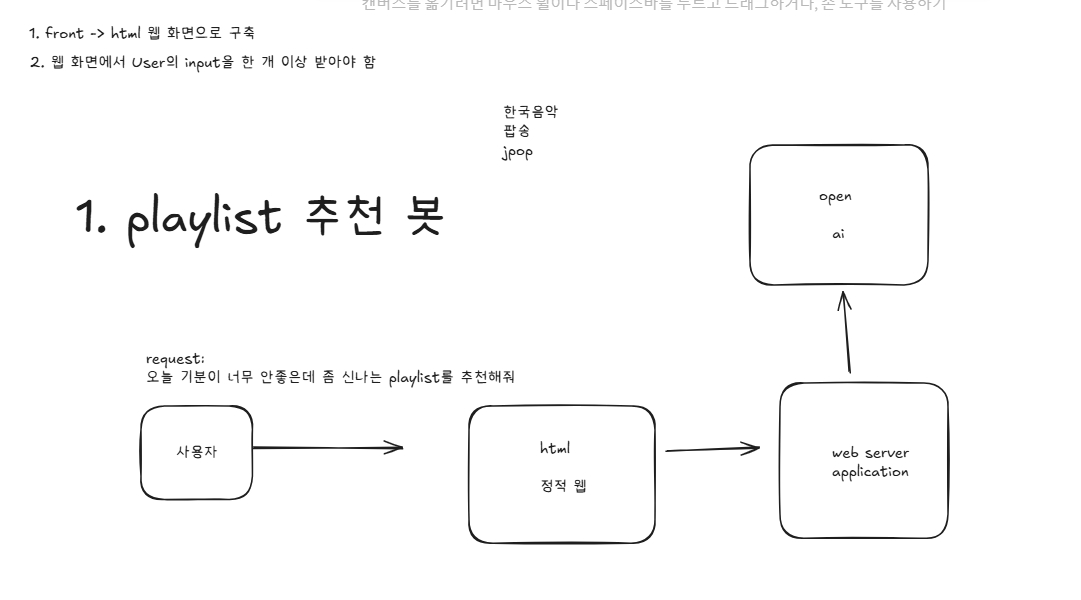 캔버스를 옮기려면 마우스 휠이나 스페이스바를 누르고 드래그하거나, 손 도구를 사용하기
1. front -> html 웹 화면으로 구축
2. 웹 화면에서 User의 input을 한 개 이상 받아야 함
한국음악
팝송
jpop
1. playlist 추천 봇
open
ai
request:
오늘 기분이 너무 안좋은데 좀 신나는 playlist를 추천해줘
사용자
html
정적 웹
web server
application